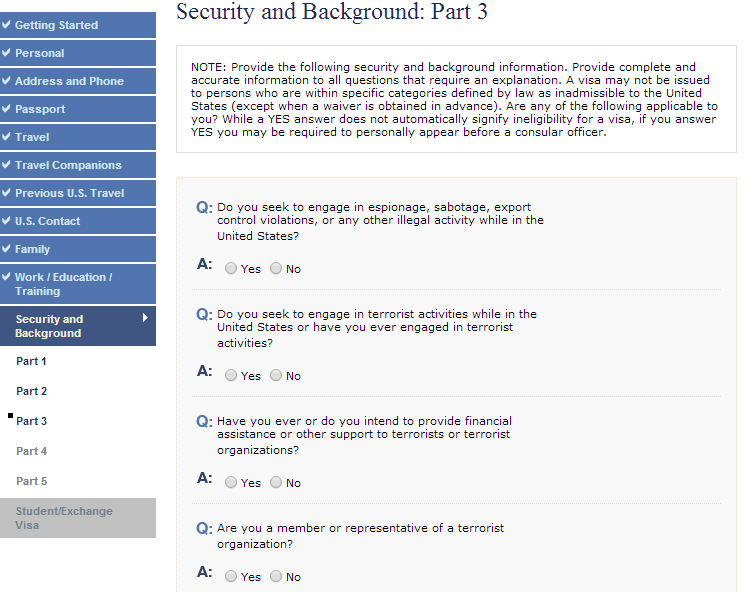 Security and Background: Part 3
Getting Started
Personal
Address and Phone
Passport
Travel
Travel Companions
Previous U.S. Travel
U.S. Contact
Family
Work / Education /
Training
Security and
Background
Part 1
Part 2
Part 3
Part 4
Part 5
Student/Exchange
Visa
NOTE: Provide the following security and background information. Provide complete and
accurate information to all questions that require an explanation. A visa may not be issued
to persons who are within specific categories defined by law as inadmissible to the United
States (except when a waiver is obtained in advance). Are any of the following applicable to
you? While a YES answer does not automatically signify ineligibility for a visa, if you answer
YES you may be required to personally appear before a consular officer.
Q: Do you seek to engage in espionage, sabotage, export
control violations, or any other illegal activity while in the
United States?
A: Yes No
Q: Do you seek to engage in terrorist activities while in the
United States or have you ever engaged in terrorist
activities?
A: Yes No
Q: Have you ever or do you intend to provide financial
assistance or other support to terrorists or terrorist
organizations?
A: Yes No
Q: Are you a member or representative of a terrorist
organization?
A: Yes No